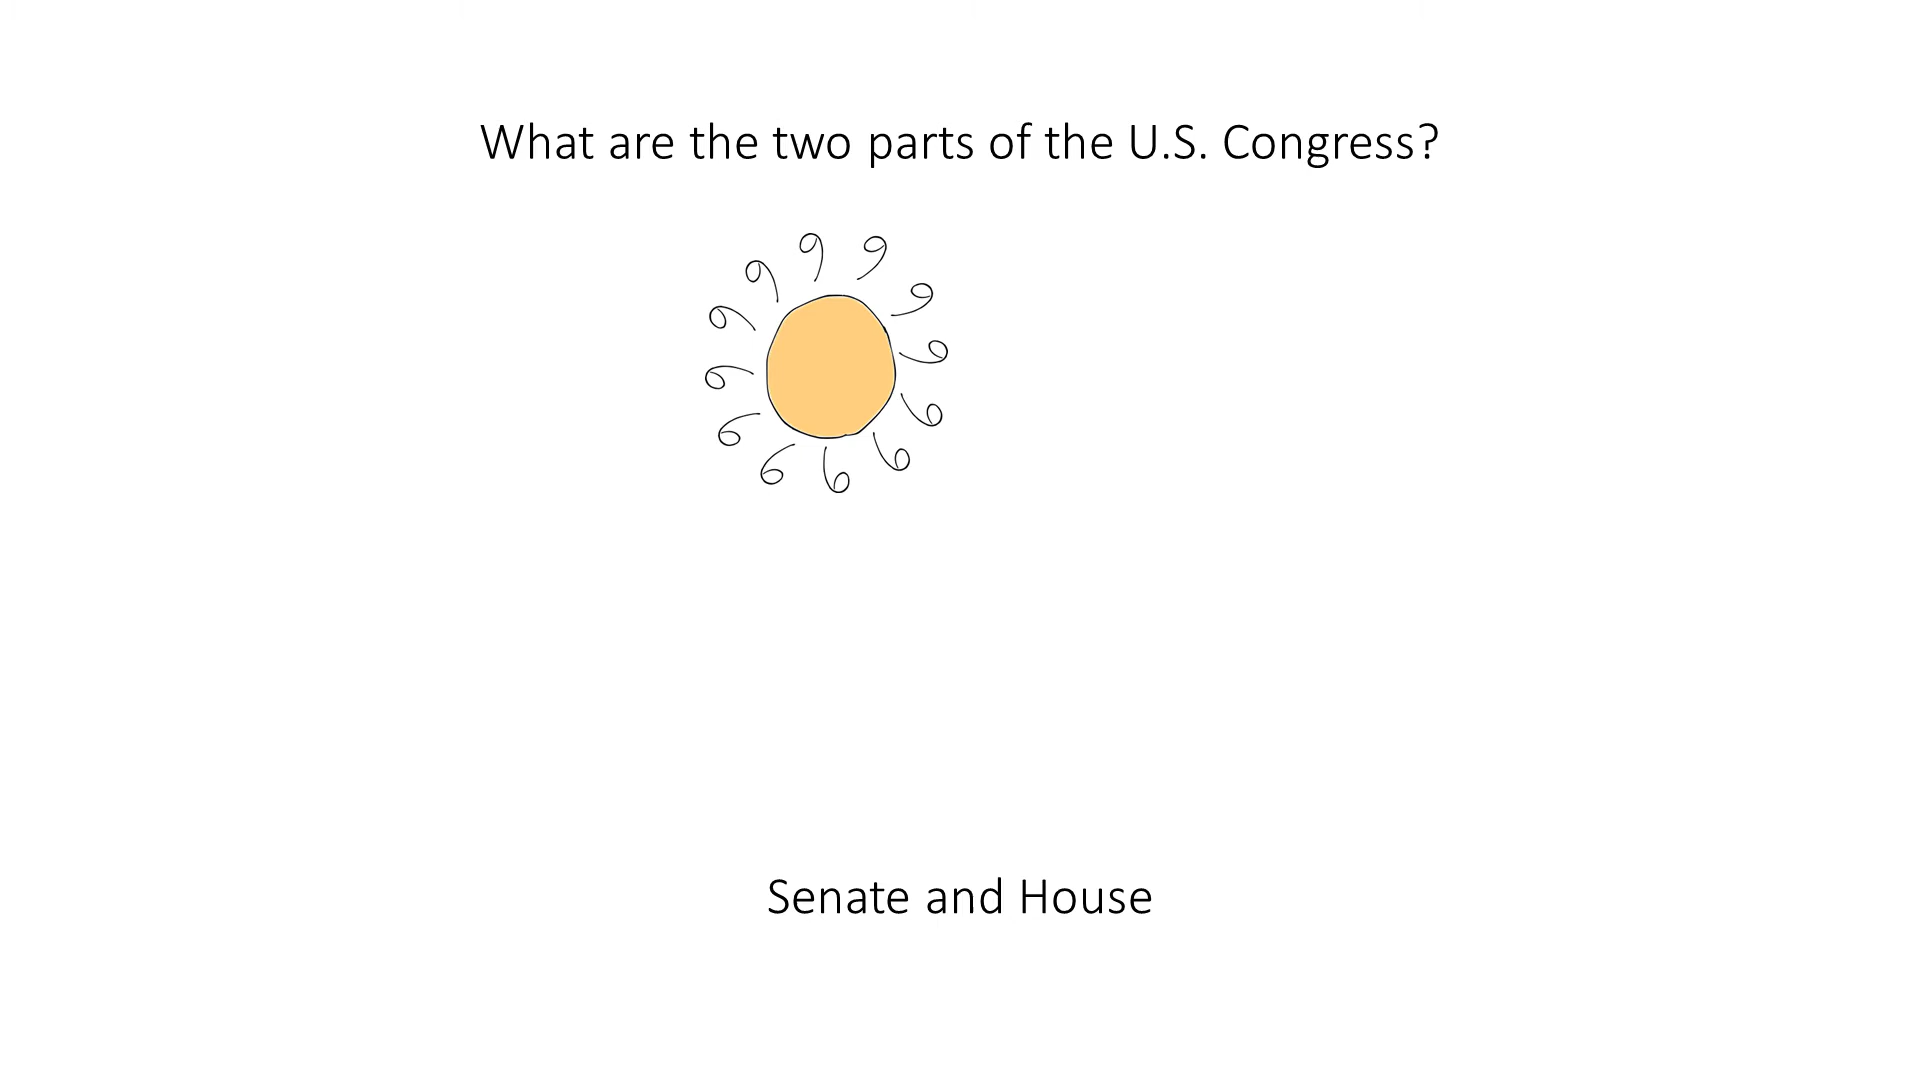 What are the two parts of the U.S. Congress?
Senate and House